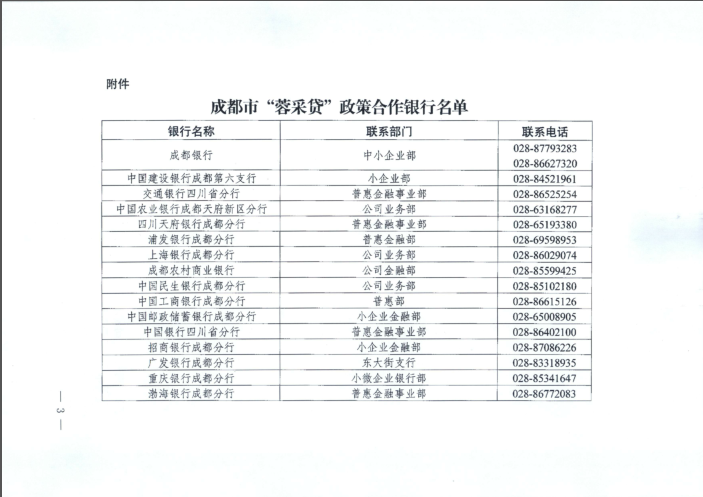 附件
成都市“蓉采贷”政策合作银行名单
银行名称 联系部门 联系电话
成都银行 中小企业部 028-87793283
028-86627320
中国建设银行成都第六支行 小企业部 028-84521961
交通银行四川省分行 普惠金融事业部 028-86525254
中国农业银行成都天府新区分行 公司业务部 028-63168277
四川天府银行成都分行 普惠金融事业部 028-65193380
浦发银行成都分行 普惠金融部 028-69598953
上海银行成都分行 公司业务部 028-86029074
成都农村商业银行 公司金融部 028-85599425
中国民生银行成都分行 公司业务部 028-85102180
中国工商银行成都分行 普惠部 028-86615126
中国邮政储蓄银行成都分行 小企业金融部 028-65008905
中国银行四川省分行 普惠金融事业部 028-86402100
招商银行成都分行 小企业金融部 028-87086226
广发银行成都分行 东大街支行 028-83318935
重庆银行成都分行 小微企业银行部 028-85341647
渤海银行成都分行 普惠金融事业部 028-86772083
— 3 —